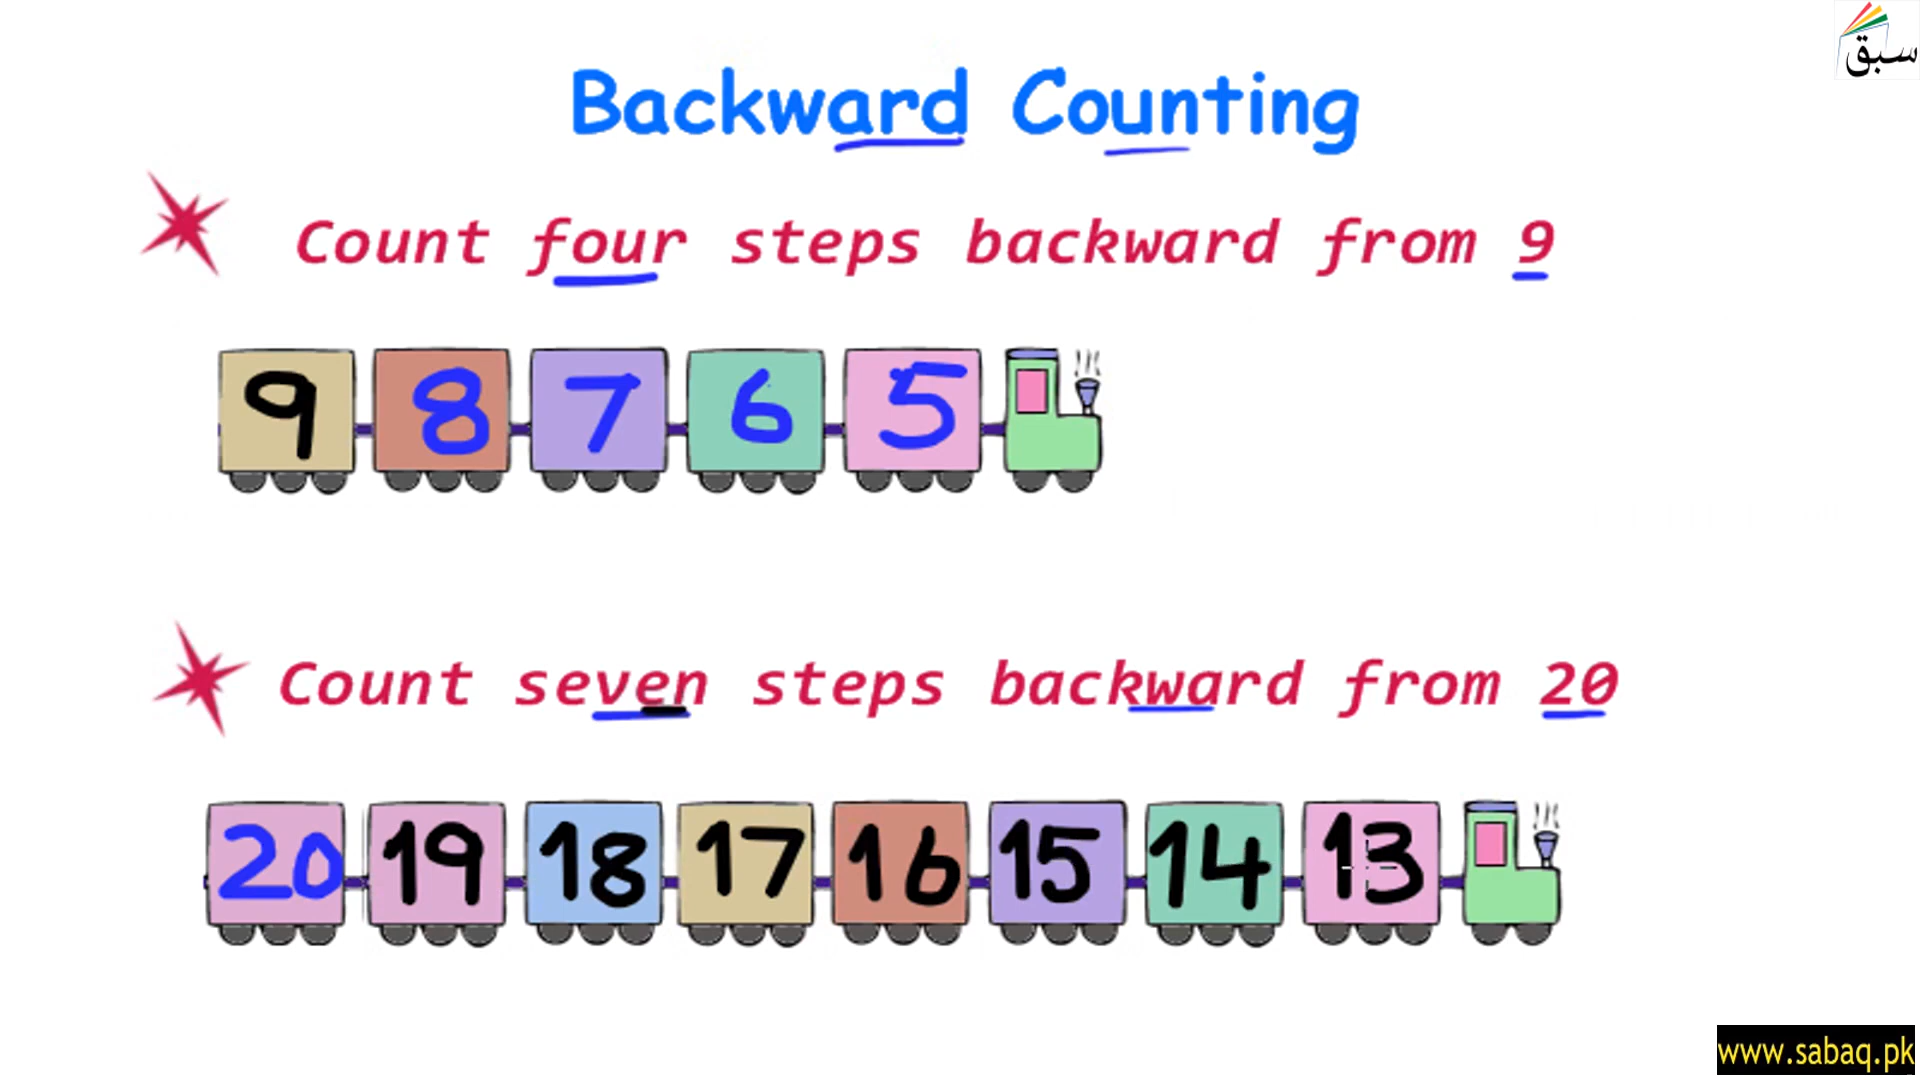 سبق
Backward Counting
Count four steps backward from 9
9 8 7 6 5
Count seven steps backward from 20
20 19 18 17 16 15 14 13
www.sabaq.pk